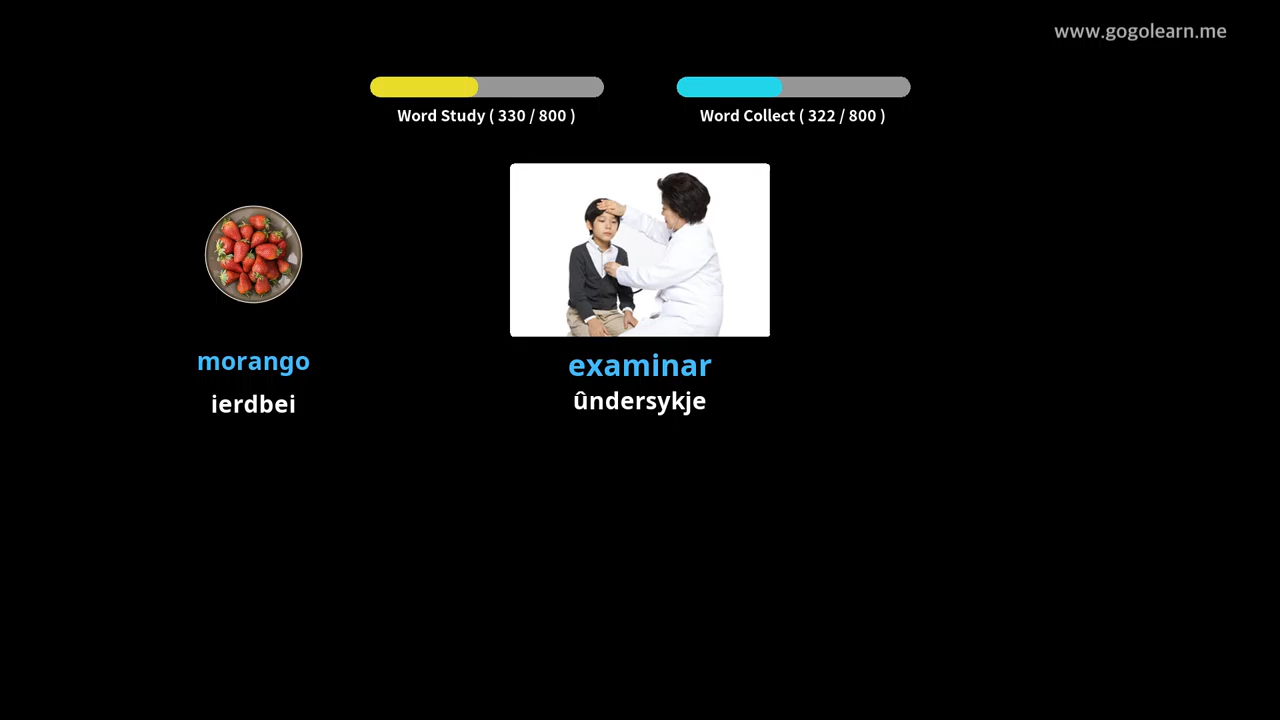 www.gogolearn.me
Word Study ( 330 / 800 )
Word Collect ( 322 / 800 )
morango
ierdbei
examinar
ûndersykje